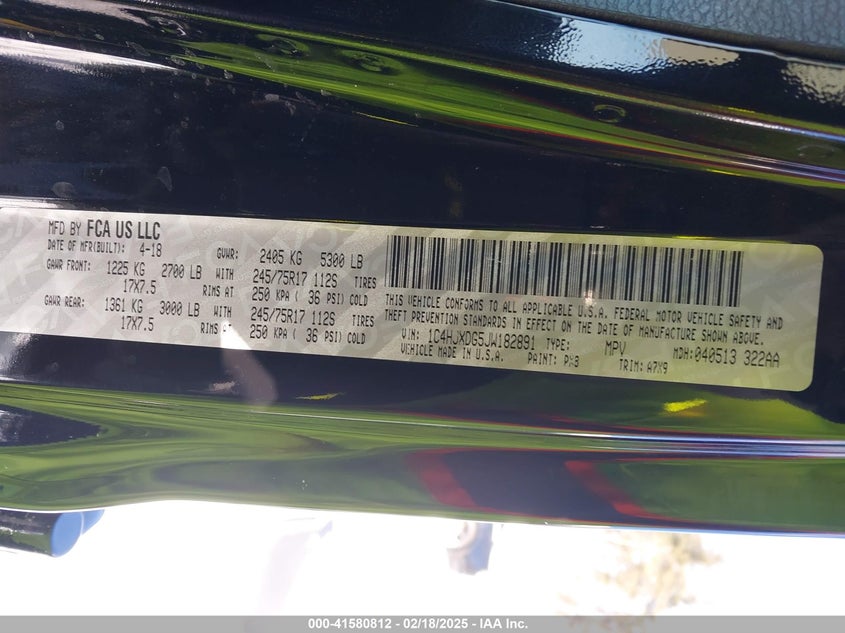 MFD BY FCA US LLC
DATE OF MFR(BUILT): 4-18 GVWR: 2405 KG 5300 LB
GAWR FRONT: 1225 KG 2700 LB WITH 245/75R17 112S TIRES
17X7.5 RIMS AT 250 KPA ( 36 PSI) COLD
GAWR REAR: 1361 KG 3000 LB WITH 245/75R17 112S TIRES
17X7.5 RIMS AT 250 KPA ( 36 PSI) COLD
THIS VEHICLE CONFORMS TO ALL APPLICABLE U.S.A. FEDERAL MOTOR VEHICLE SAFETY AND
THEFT PREVENTION STANDARDS IN EFFECT ON THE DATE OF MANUFACTURE SHOWN ABOVE.
VIN: 1C4HJXDG5JW182891 TYPE: MPV MDH: 040513 322AA
VEHICLE MADE IN U.S.A. PAINT: TRIM: A7X9
000-41580812 — 02/18/2025 — IAA Inc.